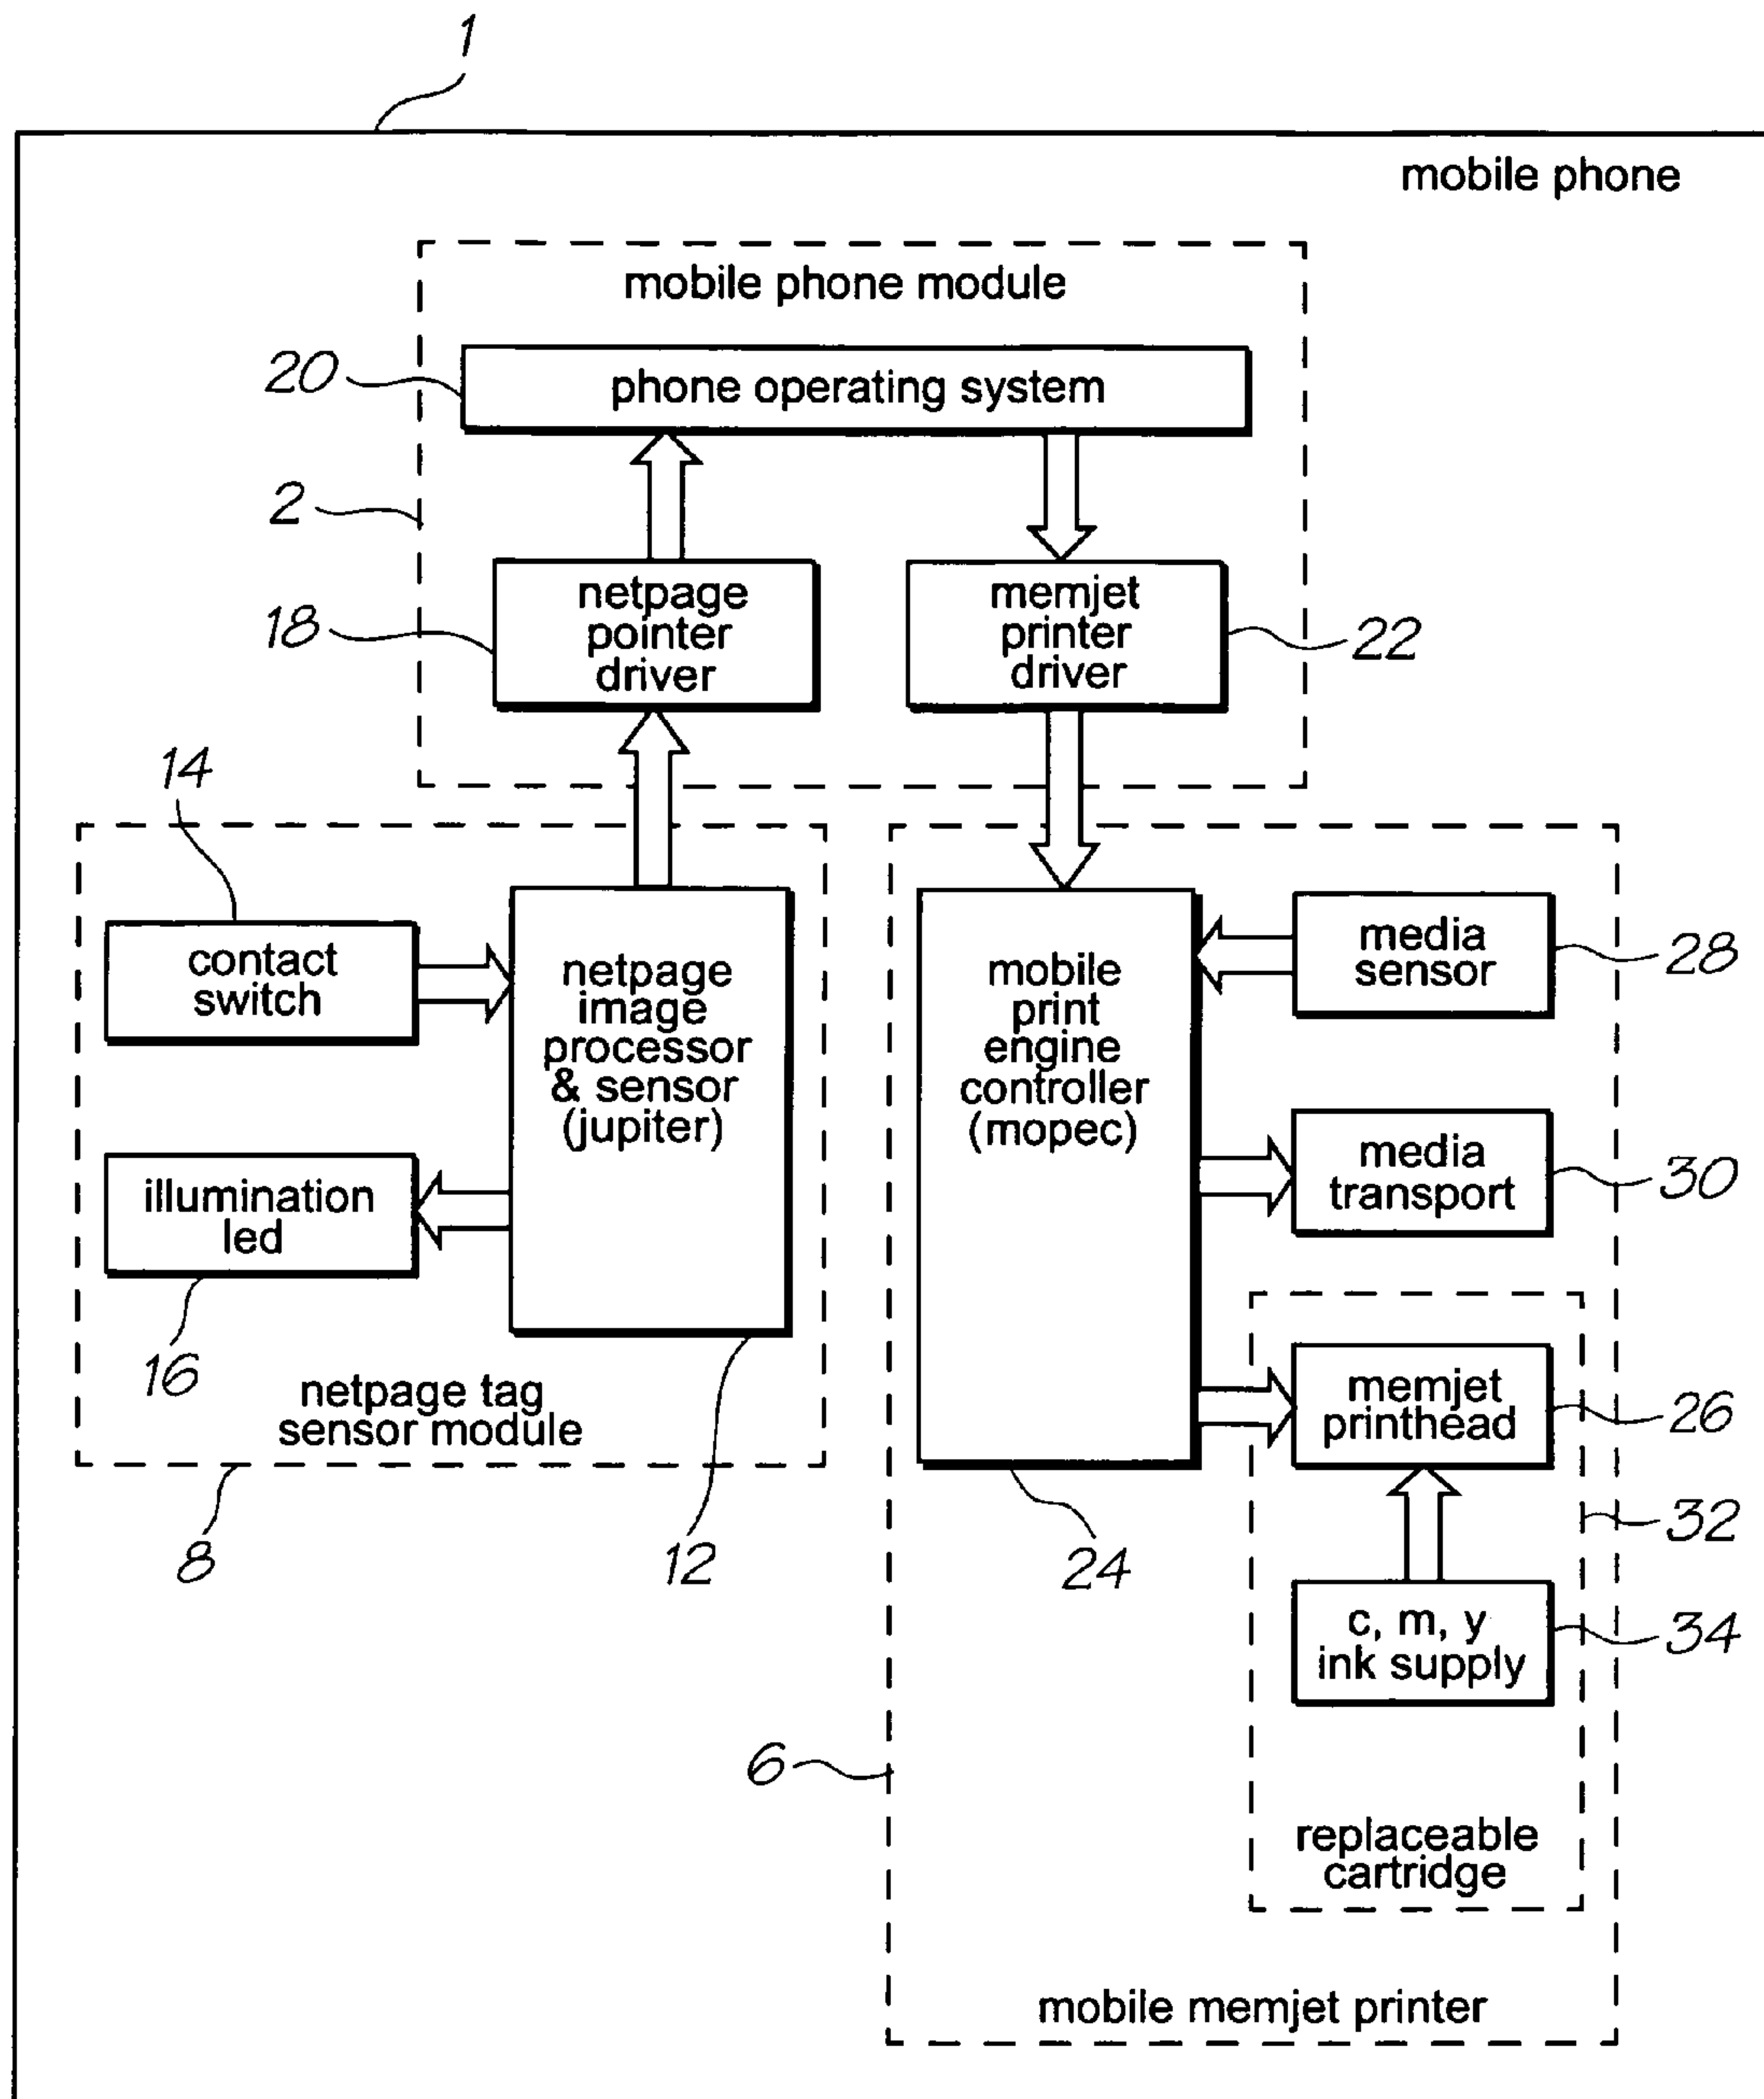 1
mobile phone
mobile phone module
20
phone operating system
2
netpage
pointer
driver
18
memjet
printer
driver
22
14
contact
switch
netpage
image
processor
& sensor
(jupiter)
illumination
led
16
netpage tag
sensor module
8
12
mobile
print
engine
controller
(mopec)
media
sensor
28
media
transport
30
memjet
printhead
26
32
24
c, m, y
ink supply
34
6
replaceable
cartridge
mobile memjet printer